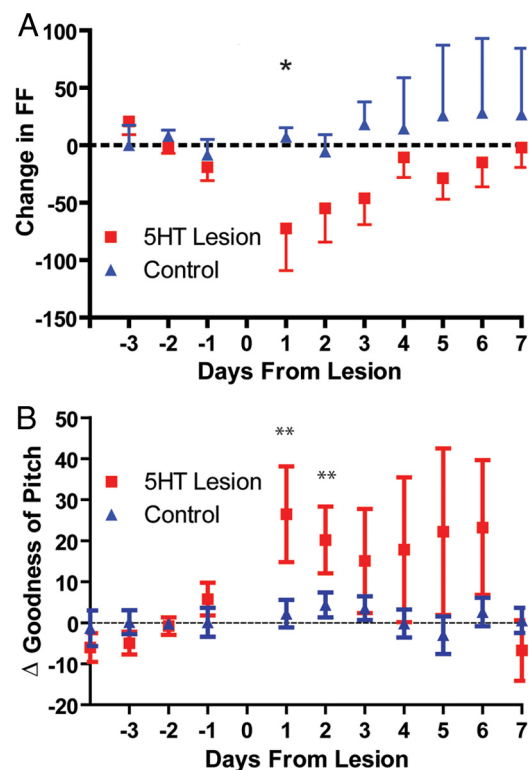 A
100
50
0
-50
-100
-150
Change in FF
*
5HT Lesion
Control
-3 -2 -1 0 1 2 3 4 5 6 7
Days From Lesion
B
50
40
30
20
10
0
-10
-20
Δ Goodness of Pitch
** **
5HT Lesion
Control
-3 -2 -1 0 1 2 3 4 5 6 7
Days From Lesion